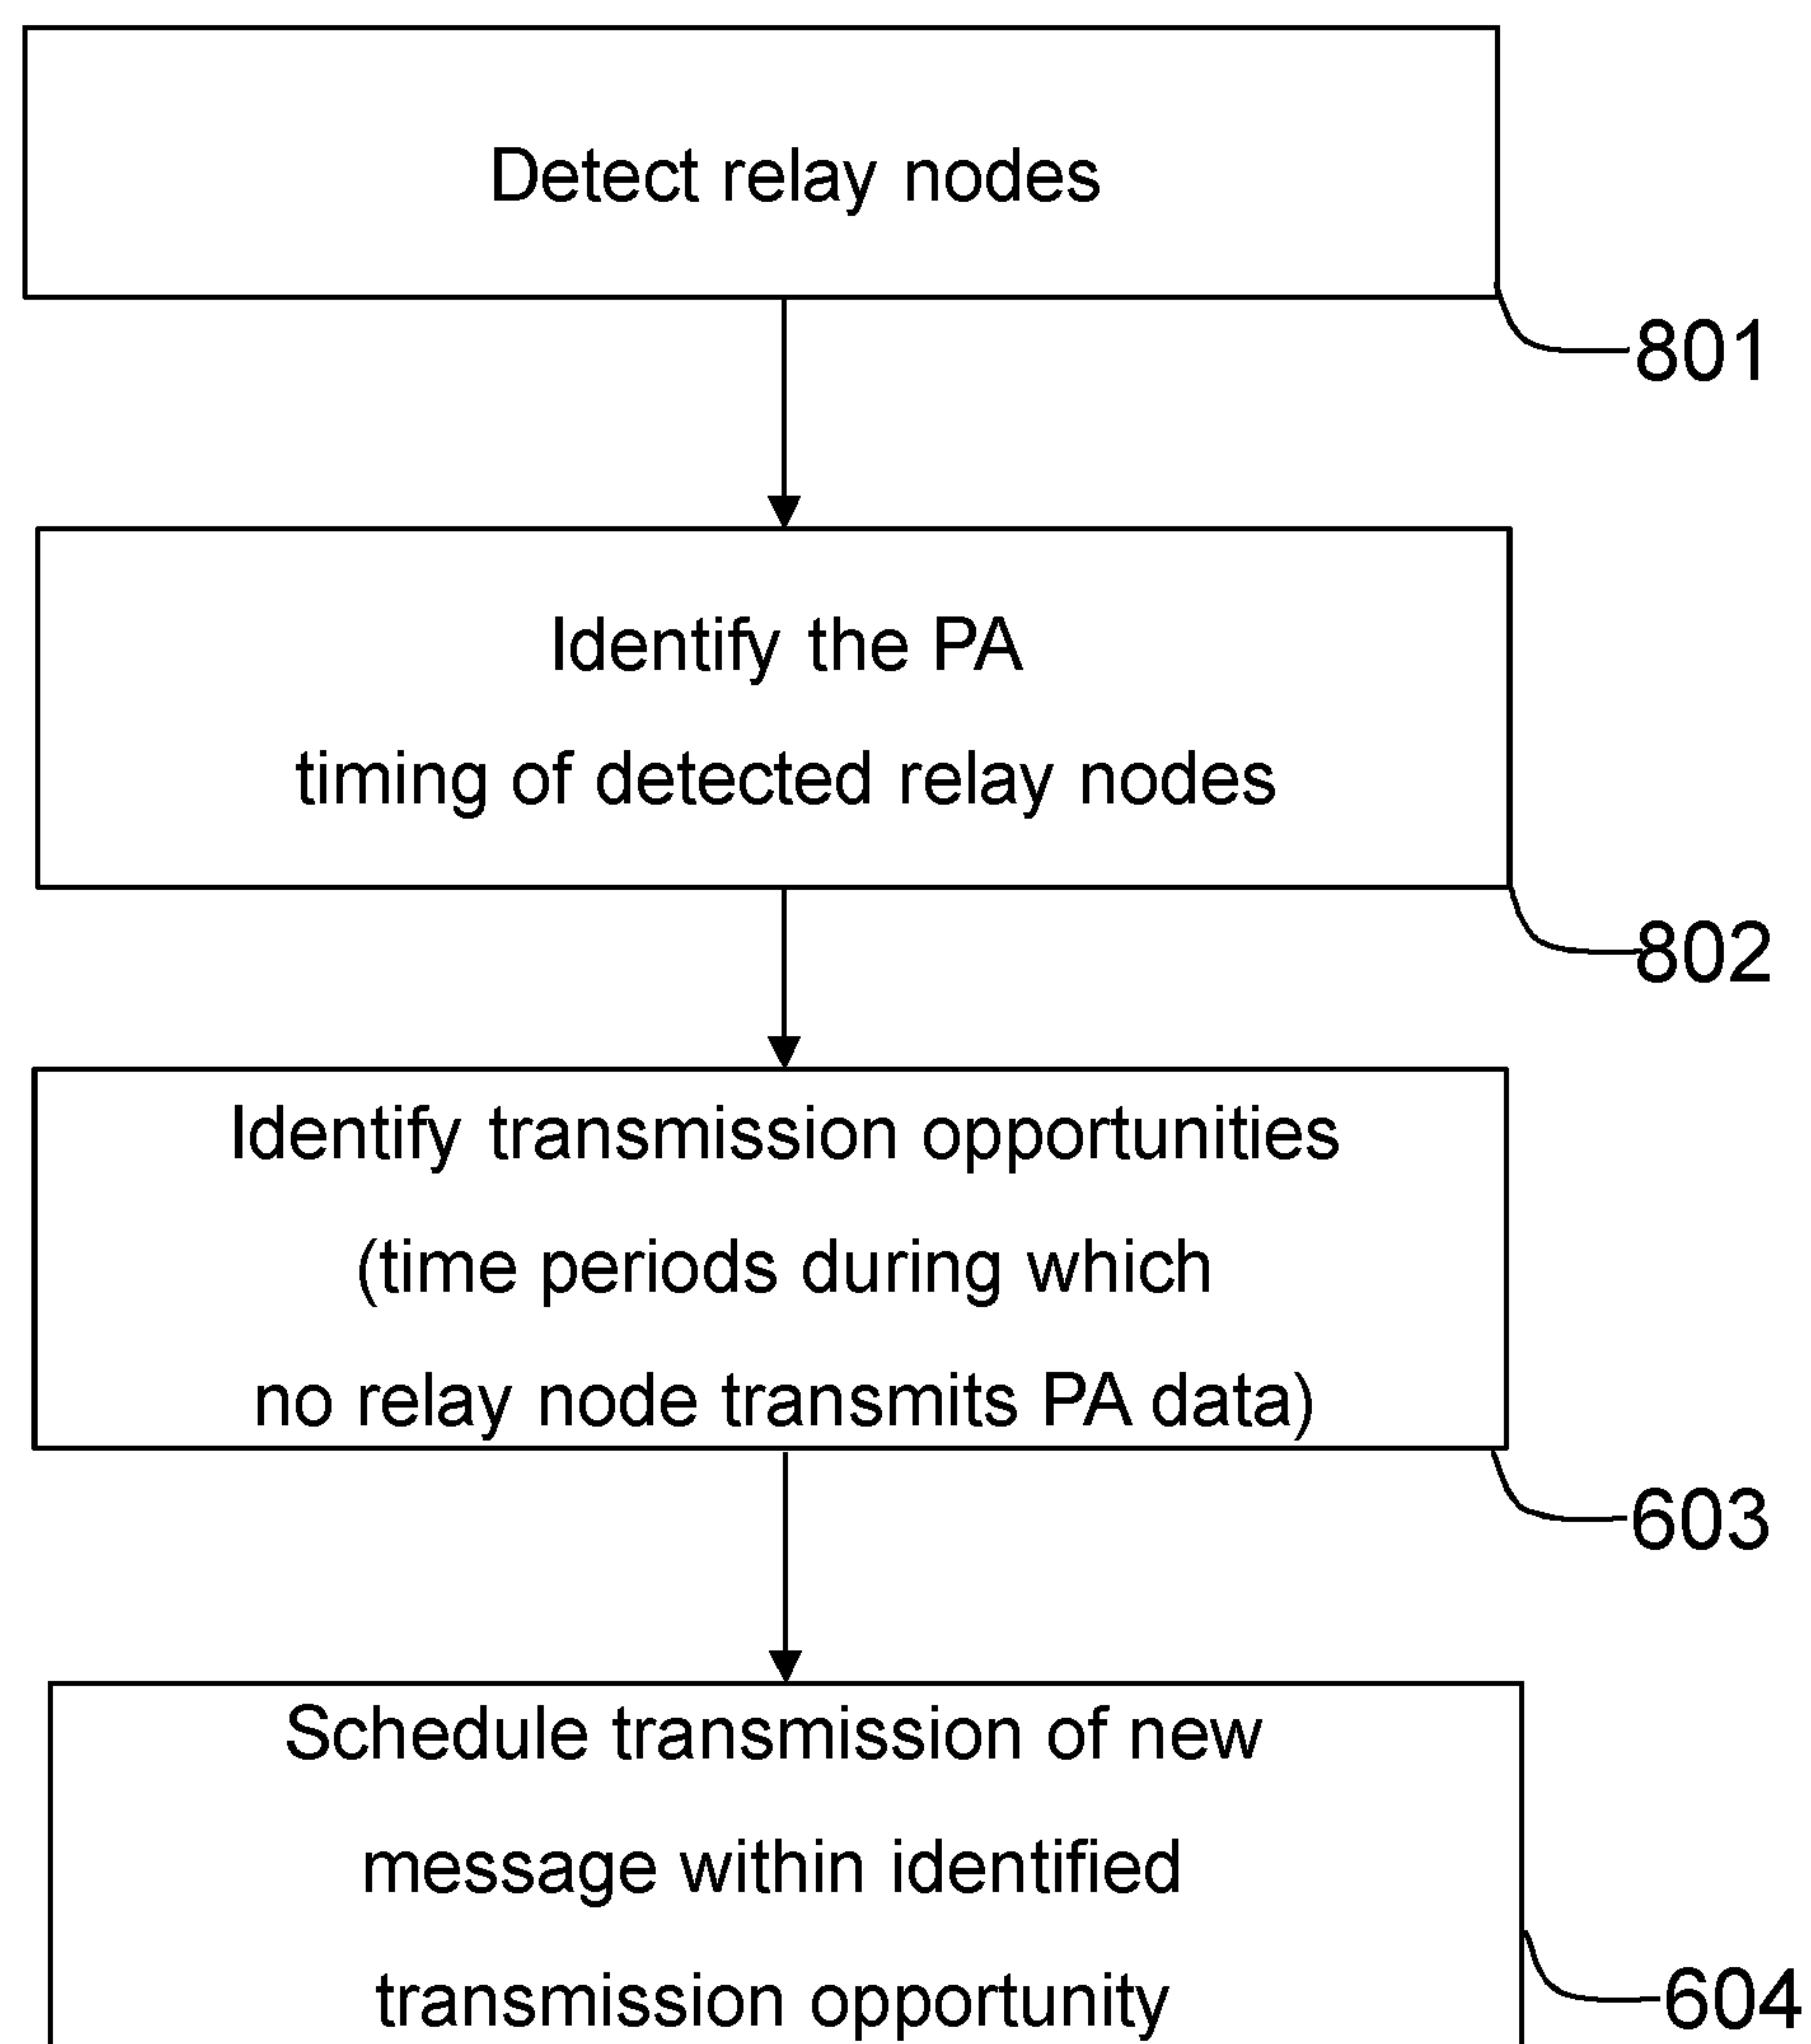 Detect relay nodes
801
Identify the PA
timing of detected relay nodes
802
Identify transmission opportunities
(time periods during which
no relay node transmits PA data)
603
Schedule transmission of new
message within identified
transmission opportunity
604